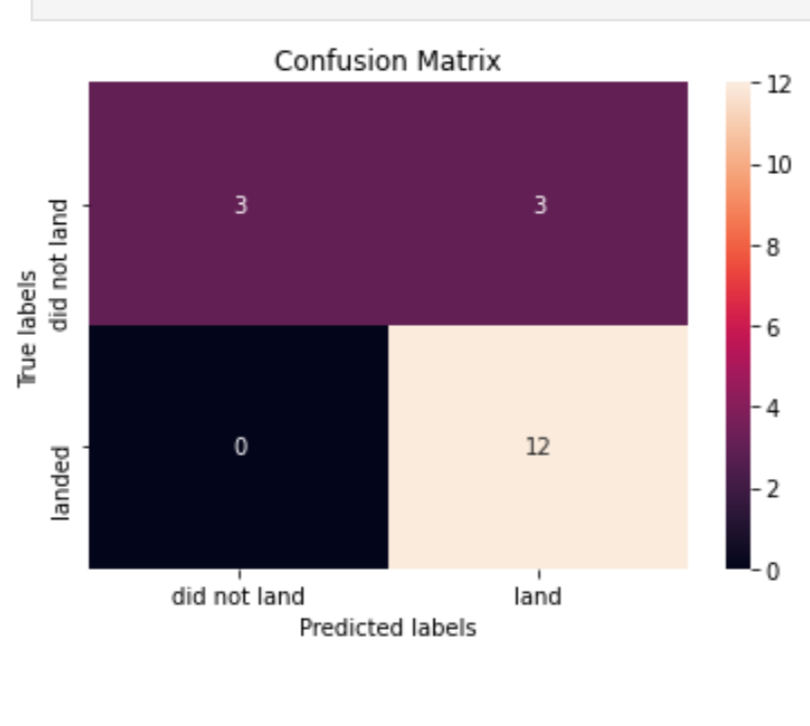 Confusion Matrix
12
10
8
6
4
2
0
True labels
did not land
landed
3
3
0
12
did not land
land
Predicted labels